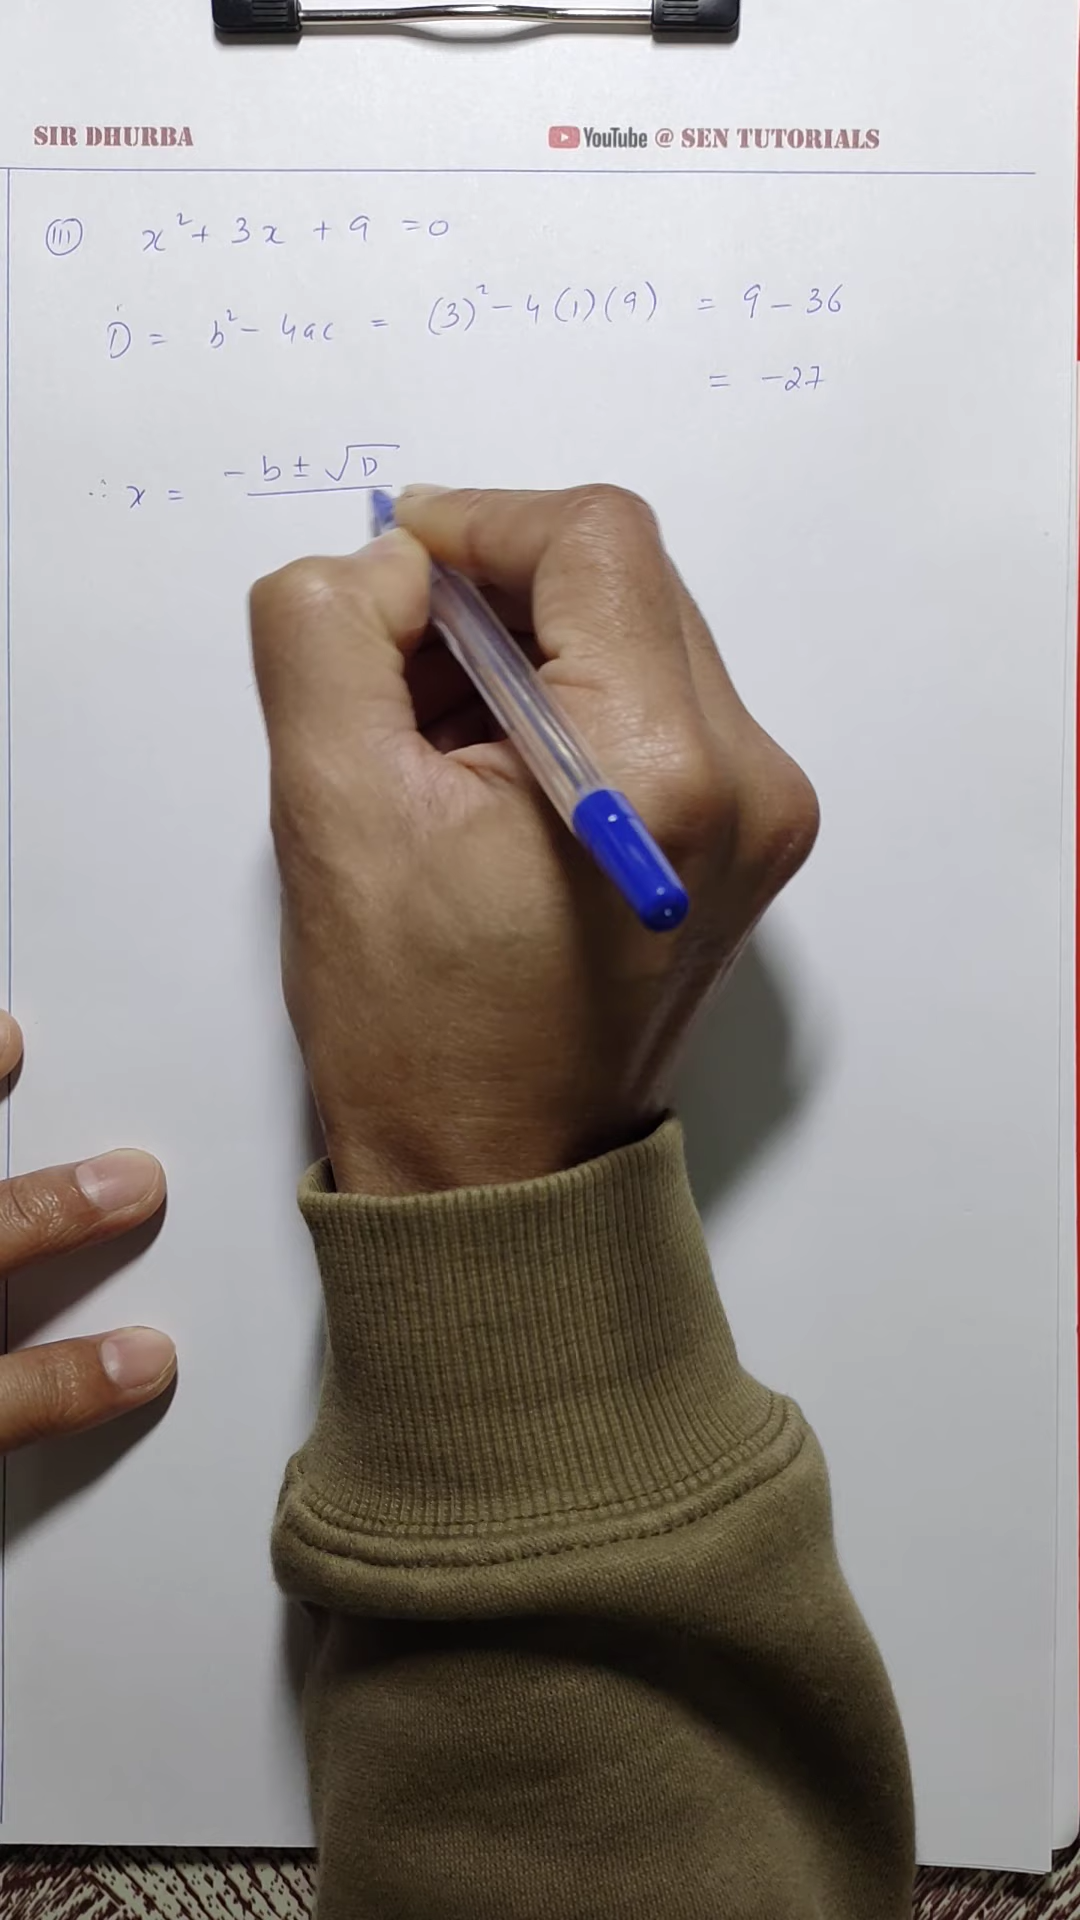 SIR DHURBA
YouTube @ SEN TUTORIALS
(iii) x² + 3x + 9 = 0
D = b² - 4ac = (3)² - 4(1)(9) = 9 - 36
= -27
∴ x = -b ± √D